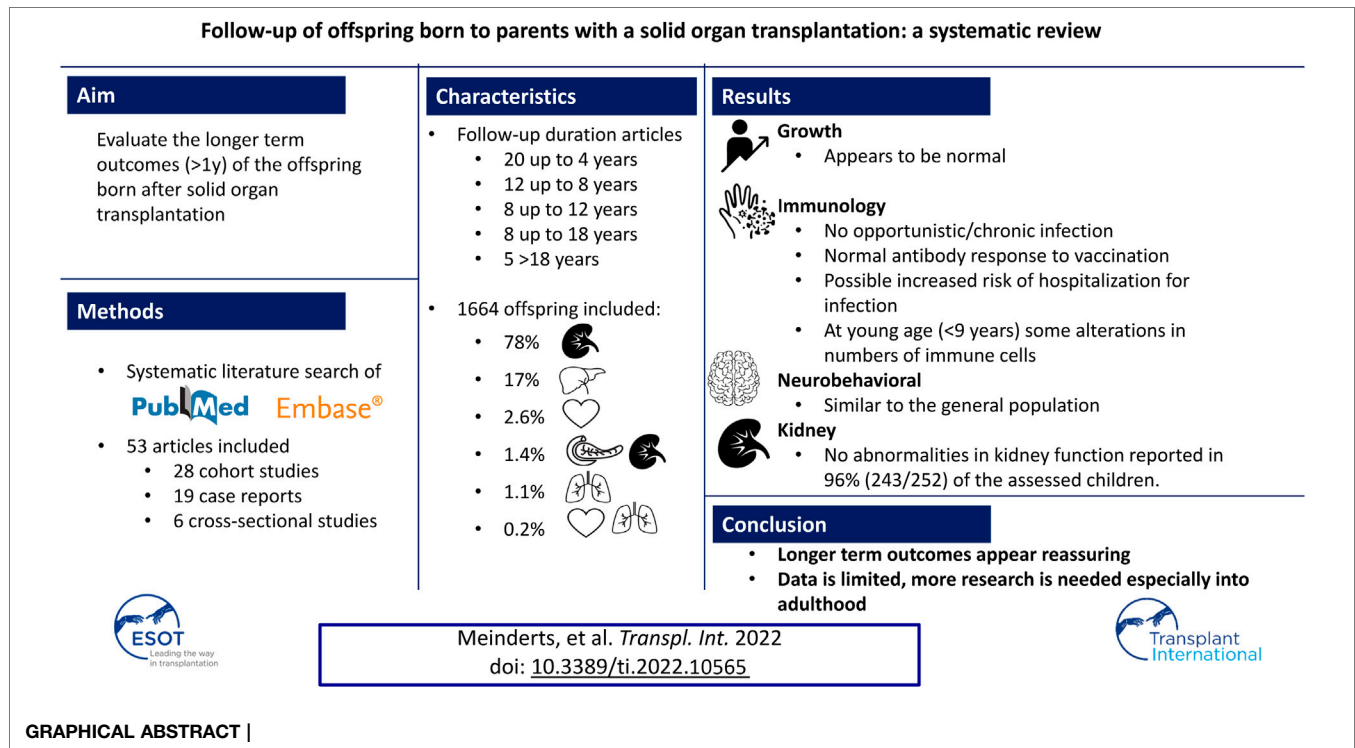 Follow-up of offspring born to parents with a solid organ transplantation: a systematic review
Aim
Evaluate the longer term
outcomes (>1y) of the offspring
born after solid organ
transplantation
Methods
• Systematic literature search of
PubMed Embase®
• 53 articles included
• 28 cohort studies
• 19 case reports
• 6 cross-sectional studies
Characteristics
• Follow-up duration articles
• 20 up to 4 years
• 12 up to 8 years
• 8 up to 12 years
• 8 up to 18 years
• 5 >18 years
• 1664 offspring included:
• 78%
• 17%
• 2.6%
• 1.4%
• 1.1%
• 0.2%
Results
Growth
• Appears to be normal
Immunology
• No opportunistic/chronic infection
• Normal antibody response to vaccination
• Possible increased risk of hospitalization for
infection
• At young age (<9 years) some alterations in
numbers of immune cells
Neurobehavioral
• Similar to the general population
Kidney
• No abnormalities in kidney function reported in
96% (243/252) of the assessed children.
Conclusion
• Longer term outcomes appear reassuring
• Data is limited, more research is needed especially into
adulthood
ESOT
Leading the way
in transplantation
Meinderts, et al. Transpl. Int. 2022
doi: 10.3389/ti.2022.10565
Transplant
International
GRAPHICAL ABSTRACT |